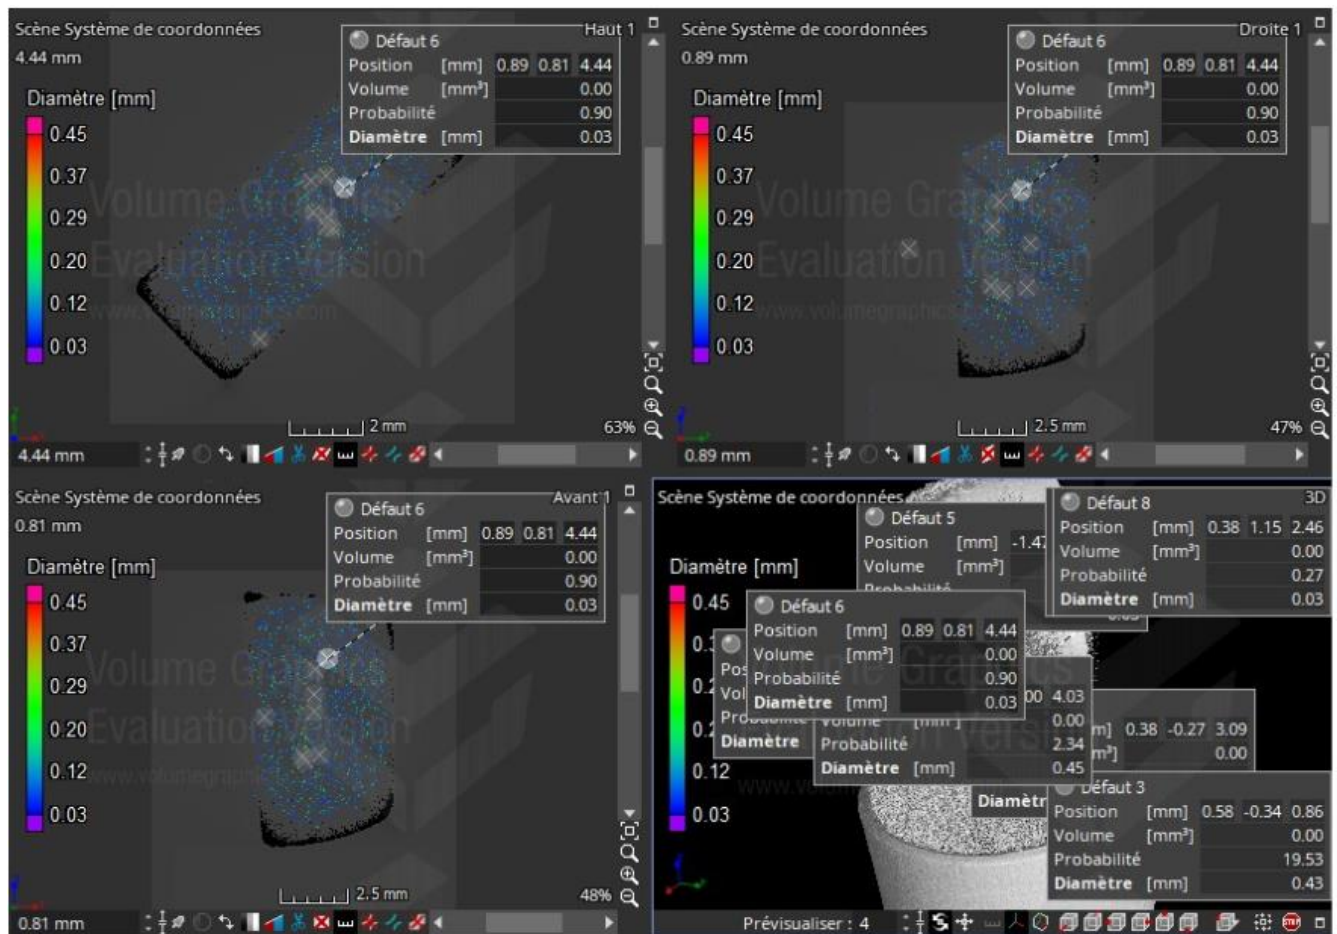 Scène Système de coordonnées Haut 1
4.44 mm
Défaut 6
Position [mm] 0.89 0.81 4.44
Volume [mm³] 0.00
Probabilité 0.90
Diamètre [mm] 0.03
Diamètre [mm]
0.45
0.37
0.29
0.20
0.12
0.03
Volume Graphics
Evaluation Version
www.volumegraphics.com
2 mm
63%
4.44 mm
Scène Système de coordonnées Droite 1
0.89 mm
Défaut 6
Position [mm] 0.89 0.81 4.44
Volume [mm³] 0.00
Probabilité 0.90
Diamètre [mm] 0.03
Diamètre [mm]
0.45
0.37
0.29
0.20
0.12
0.03
Volume Graphics
Evaluation Version
www.volumegraphics.com
2.5 mm
47%
0.89 mm
Scène Système de coordonnées Avant 1
0.81 mm
Défaut 6
Position [mm] 0.89 0.81 4.44
Volume [mm³] 0.00
Probabilité 0.90
Diamètre [mm] 0.03
Diamètre [mm]
0.45
0.37
0.29
0.20
0.12
0.03
Volume Graphics
Evaluation Version
www.volumegraphics.com
2.5 mm
48%
0.81 mm
Scène Système de coordonnées 3D
Défaut 5
Position [mm] -1.47
Volume [mm³]
Défaut 8
Position [mm] 0.38 1.15 2.46
Volume [mm³] 0.00
Probabilité 0.27
Diamètre [mm] 0.03
Diamètre [mm]
0.45
0.12
0.03
Défaut 6
Position [mm] 0.89 0.81 4.44
Volume [mm³] 0.00
Probabilité 0.90
Diamètre [mm] 0.03
Diamètre
4.03
0.00
Probabilité 2.34
Diamètre [mm] 0.45
0.38 -0.27 3.09
0.00
Défaut 3
Position [mm] 0.58 -0.34 0.86
Volume [mm³] 0.00
Probabilité 19.53
Diamètre [mm] 0.43
Prévisualiser : 4
STOP